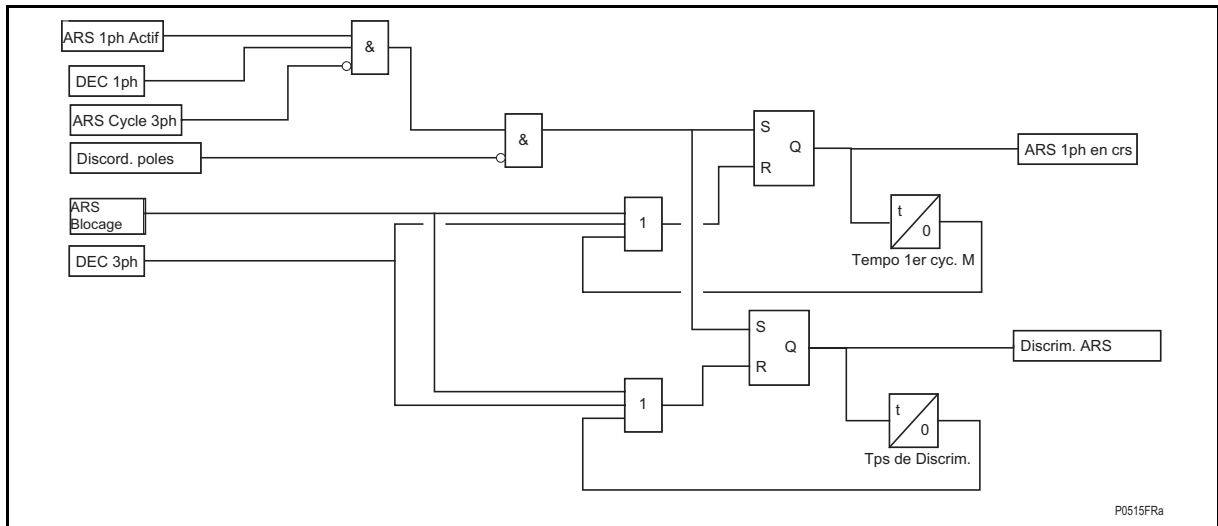 ARS 1ph Actif
&
DEC 1ph
ARS Cycle 3ph
Discord. poles
&
S
Q
R
ARS 1ph en crs
ARS
Blocage
1
t
0
DEC 3ph
Tempo 1er cyc. M
S
Q
R
Discrim. ARS
1
t
0
Tps de Discrim.
P0515FRa